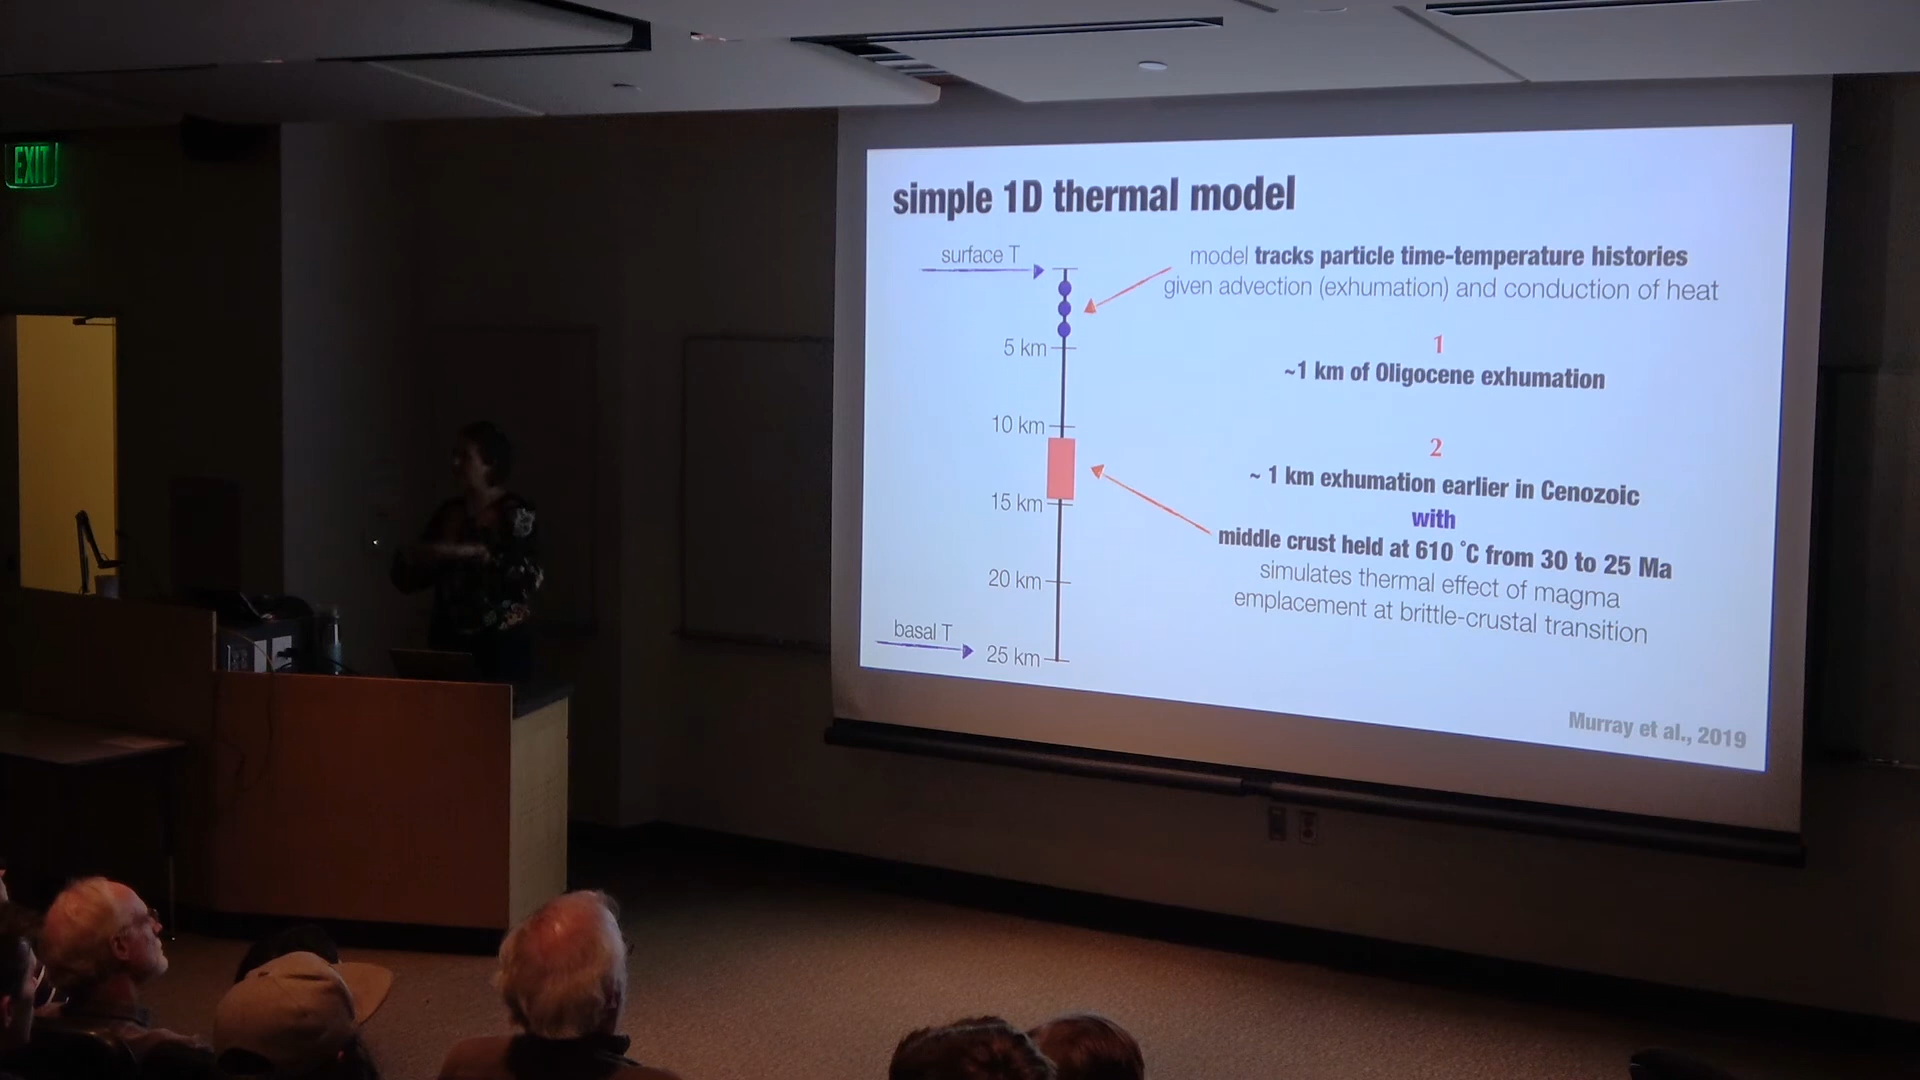 EXIT
simple 1D thermal model
surface T
5 km
10 km
15 km
20 km
basal T
25 km
model tracks particle time-temperature histories
given advection (exhumation) and conduction of heat
1
~1 km of Oligocene exhumation
2
~ 1 km exhumation earlier in Cenozoic
with
middle crust held at 610 °C from 30 to 25 Ma
simulates thermal effect of magma
emplacement at brittle-crustal transition
Murray et al., 2019